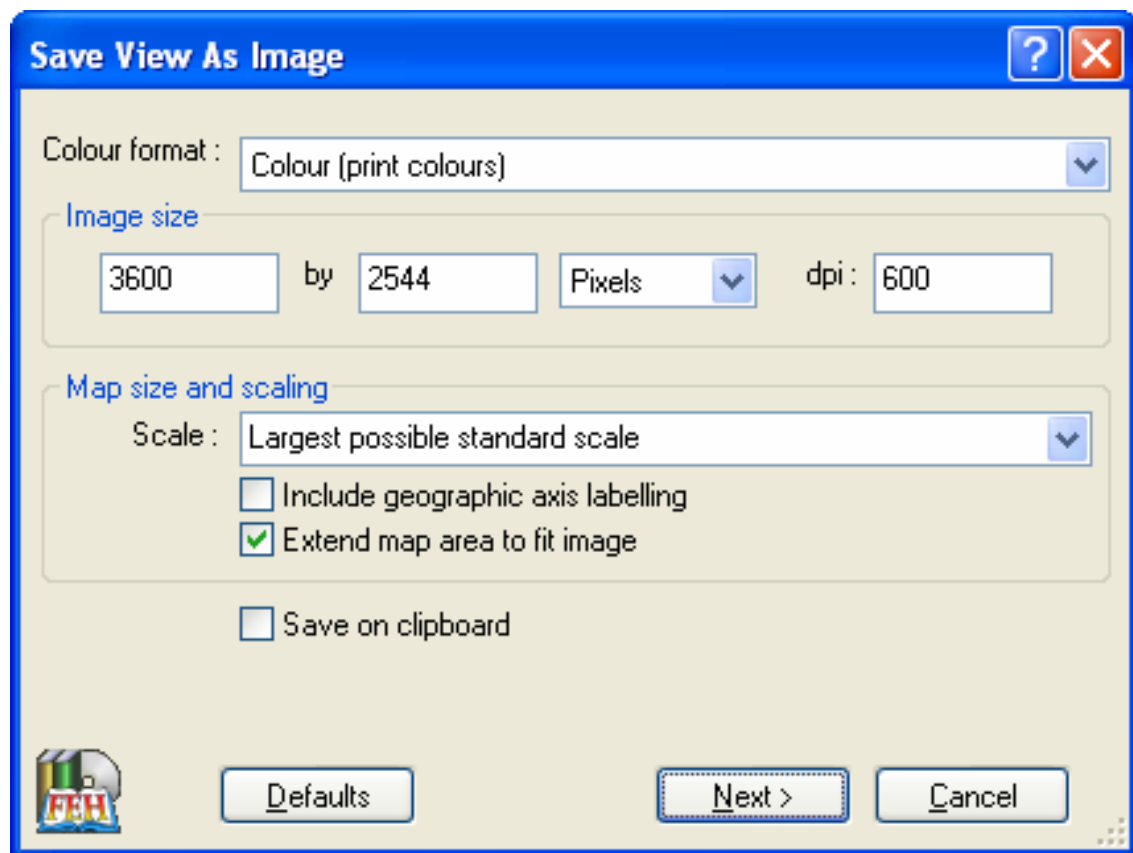 Save View As Image
?
Colour format : Colour (print colours)
Image size
3600 by 2544 Pixels dpi : 600
Map size and scaling
Scale : Largest possible standard scale
Include geographic axis labelling
Extend map area to fit image
Save on clipboard
FEH Defaults Next > Cancel